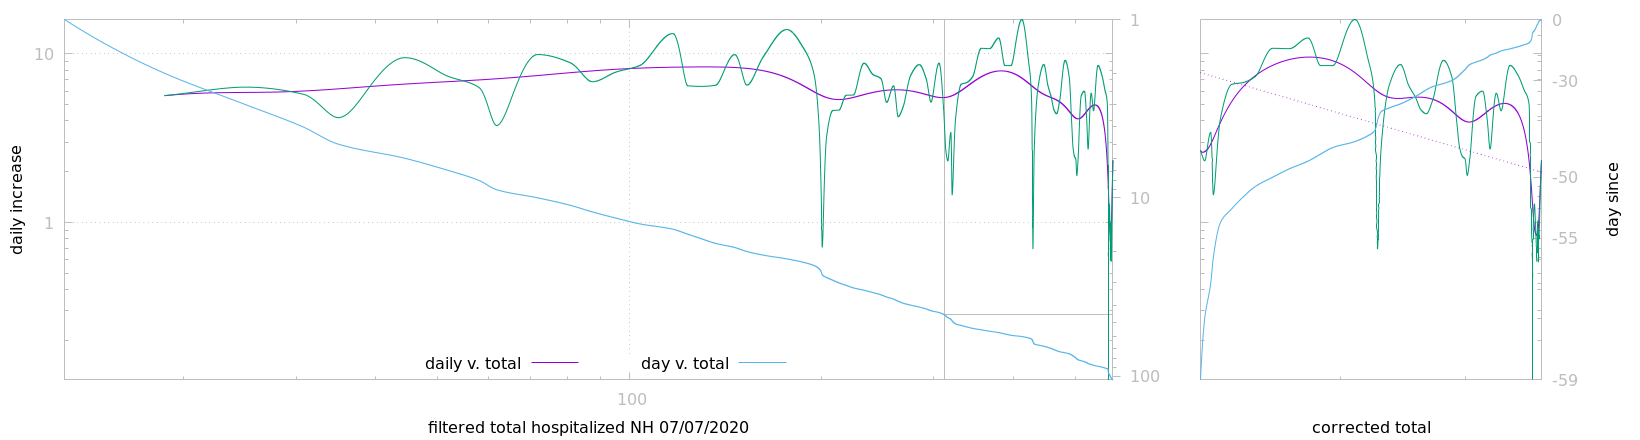 10
1
daily increase
daily v. total
day v. total
100
filtered total hospitalized NH 07/07/2020
1
10
100
0
-30
-50
-55
-59
day since
corrected total